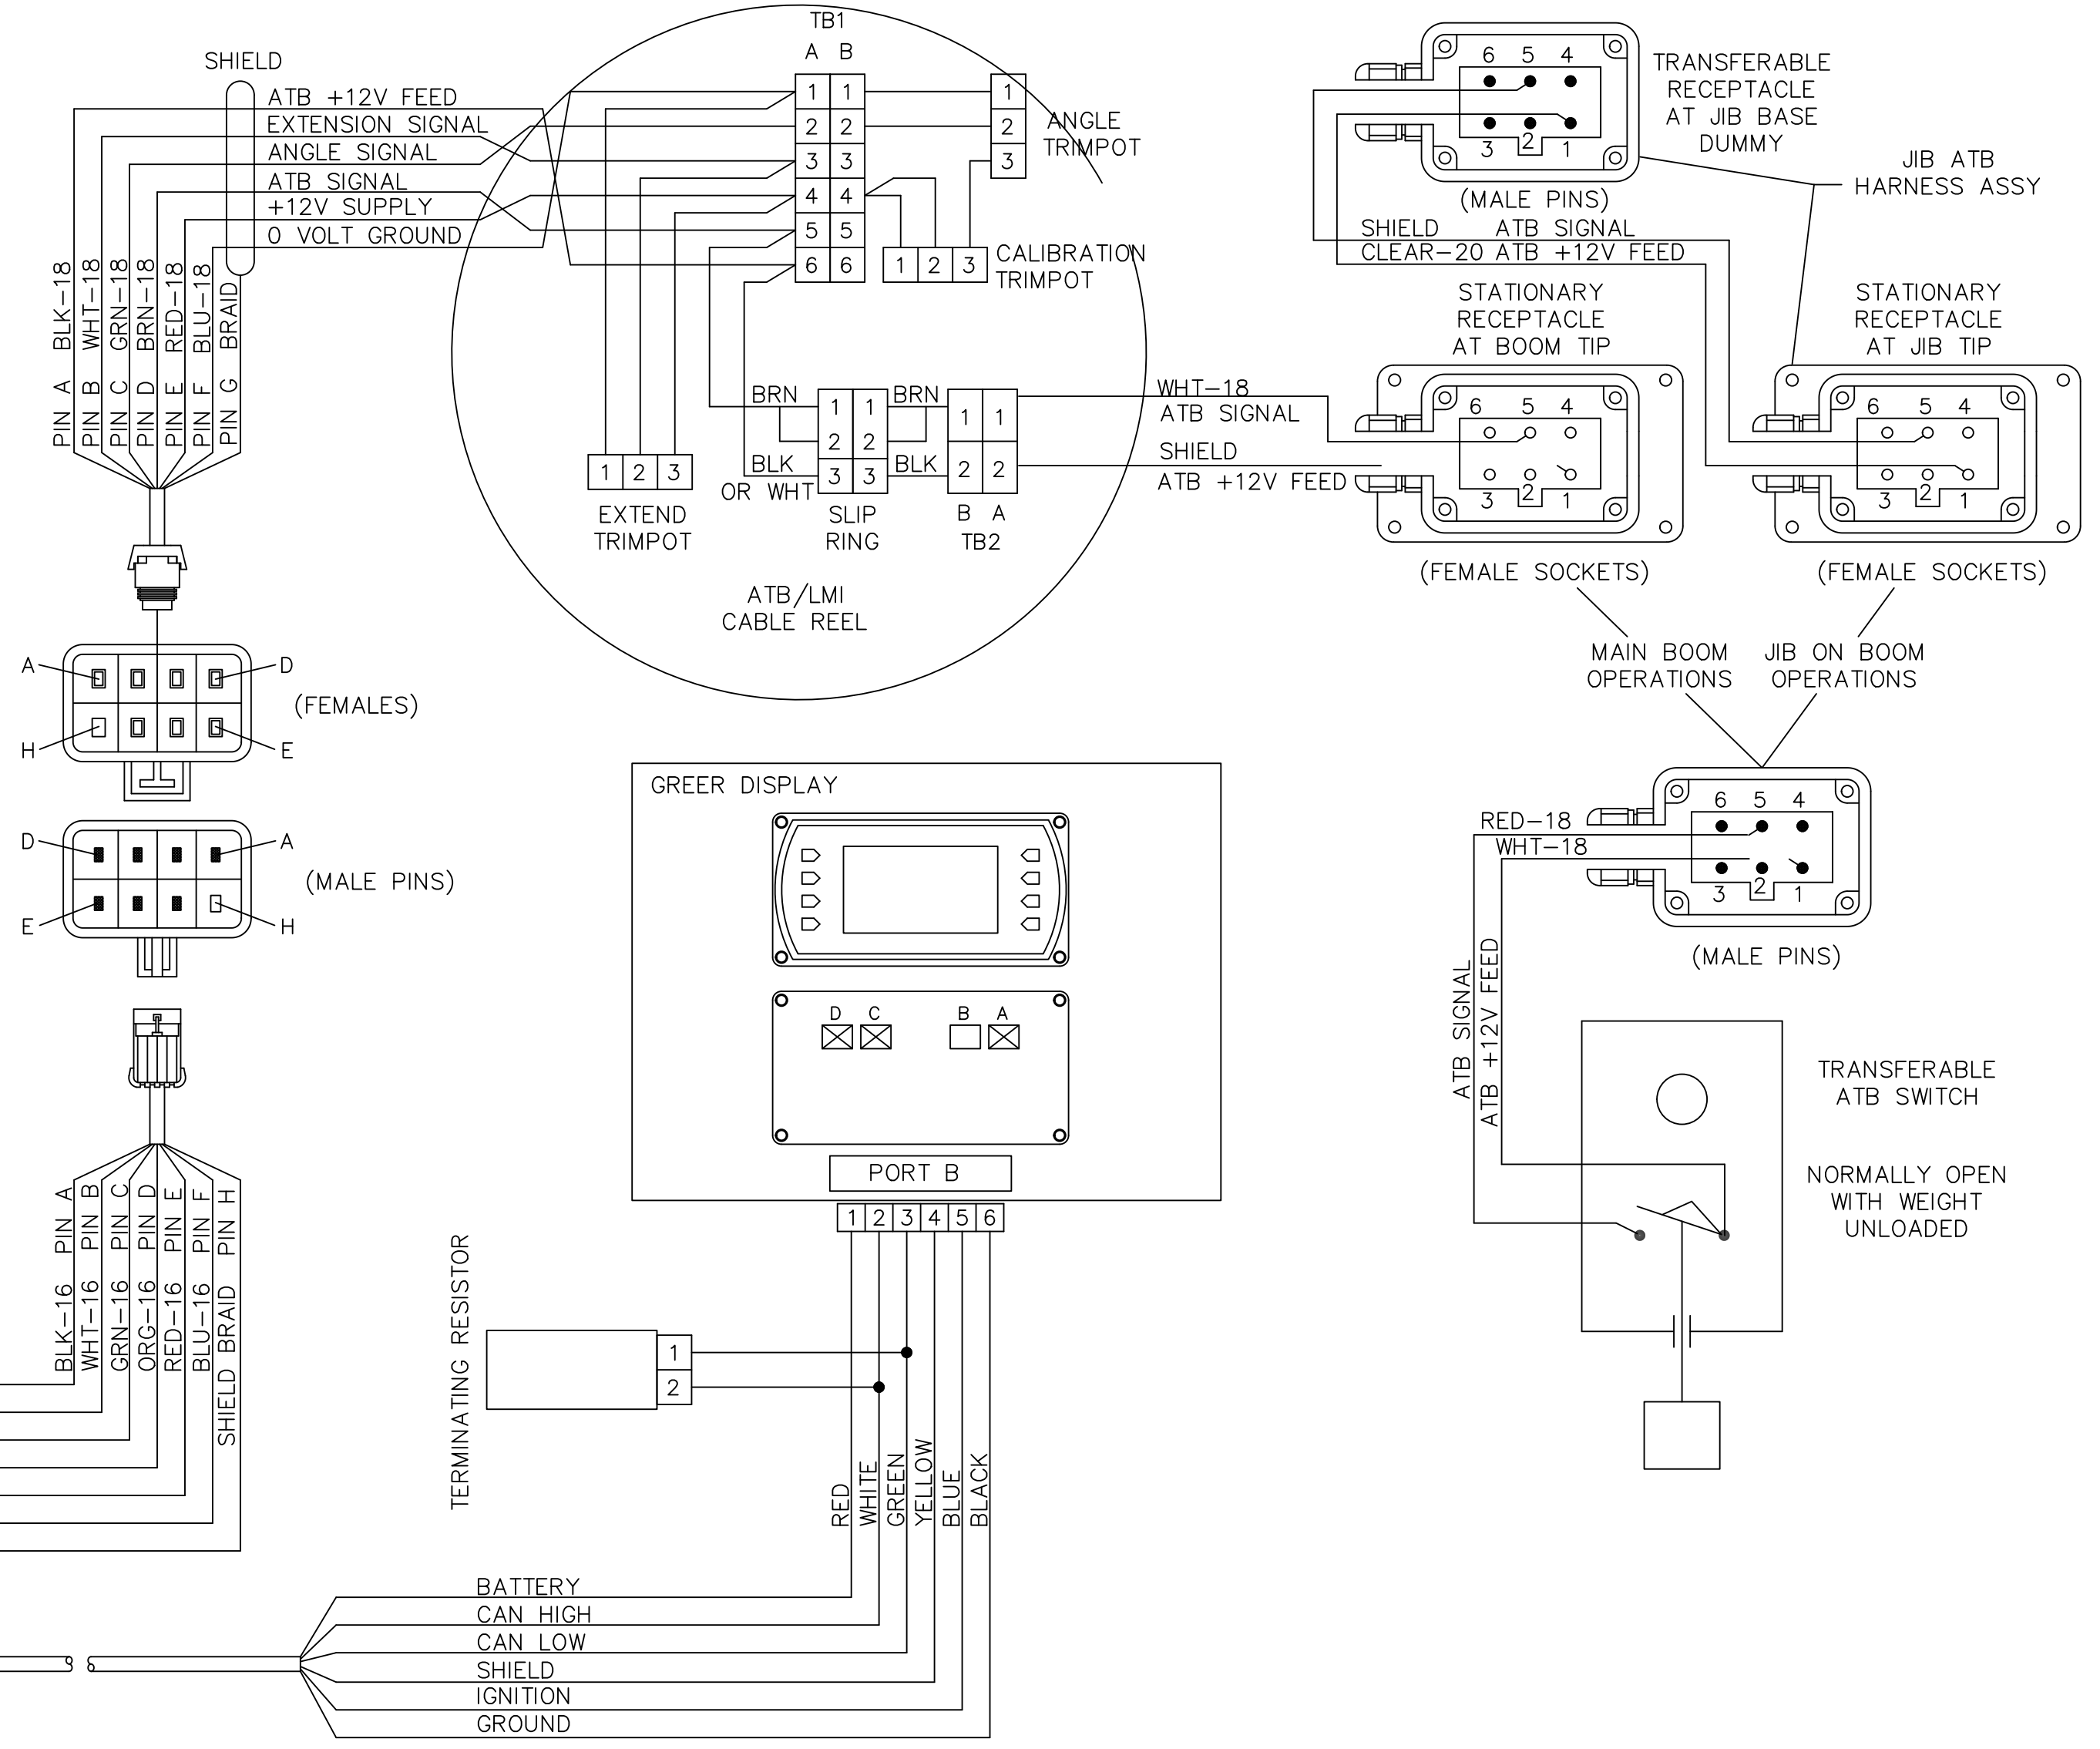 SHIELD
ATB +12V FEED
EXTENSION SIGNAL
ANGLE SIGNAL
ATB SIGNAL
+12V SUPPLY
0 VOLT GROUND
PIN A BLK-18
PIN B WHT-18
PIN C GRN-18
PIN D BRN-18
PIN E RED-18
PIN F BLU-18
PIN G BRAID
TB1
A B
1 1
2 2
3 3
4 4
5 5
6 6
1
2
3
ANGLE
TRIMPOT
1 2 3
CALIBRATION
TRIMPOT
1 2 3
EXTEND
TRIMPOT
BRN
BLK
OR WHT
1 1
2 2
3 3
SLIP
RING
BRN
BLK
1 1
2 2
B A
TB2
ATB/LMI
CABLE REEL
WHT-18
ATB SIGNAL
SHIELD
ATB +12V FEED
6 5 4
3 2 1
(MALE PINS)
TRANSFERABLE
RECEPTACLE
AT JIB BASE
DUMMY
JIB ATB
HARNESS ASSY
SHIELD ATB SIGNAL
CLEAR-20 ATB +12V FEED
STATIONARY
RECEPTACLE
AT BOOM TIP
6 5 4
3 2 1
(FEMALE SOCKETS)
STATIONARY
RECEPTACLE
AT JIB TIP
6 5 4
3 2 1
(FEMALE SOCKETS)
MAIN BOOM
OPERATIONS
JIB ON BOOM
OPERATIONS
RED-18
WHT-18
6 5 4
3 2 1
(MALE PINS)
ATB SIGNAL
ATB +12V FEED
TRANSFERABLE
ATB SWITCH
NORMALLY OPEN
WITH WEIGHT
UNLOADED
A
D
(FEMALES)
H
E
D
A
(MALE PINS)
E
H
BLK-16 PIN A
WHT-16 PIN B
GRN-16 PIN C
ORG-16 PIN D
RED-16 PIN E
BLU-16 PIN F
SHIELD BRAID PIN H
GREER DISPLAY
D C B A
PORT B
1 2 3 4 5 6
TERMINATING RESISTOR
1
2
RED
WHITE
GREEN
YELLOW
BLUE
BLACK
BATTERY
CAN HIGH
CAN LOW
SHIELD
IGNITION
GROUND